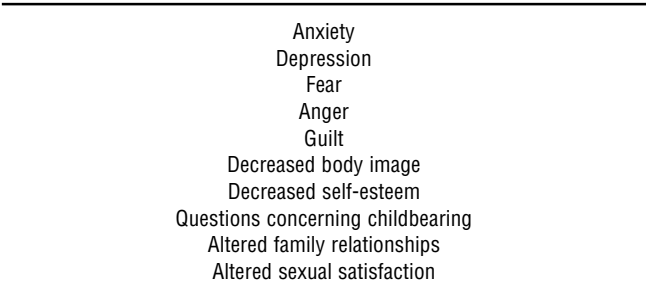 Anxiety
Depression
Fear
Anger
Guilt
Decreased body image
Decreased self-esteem
Questions concerning childbearing
Altered family relationships
Altered sexual satisfaction